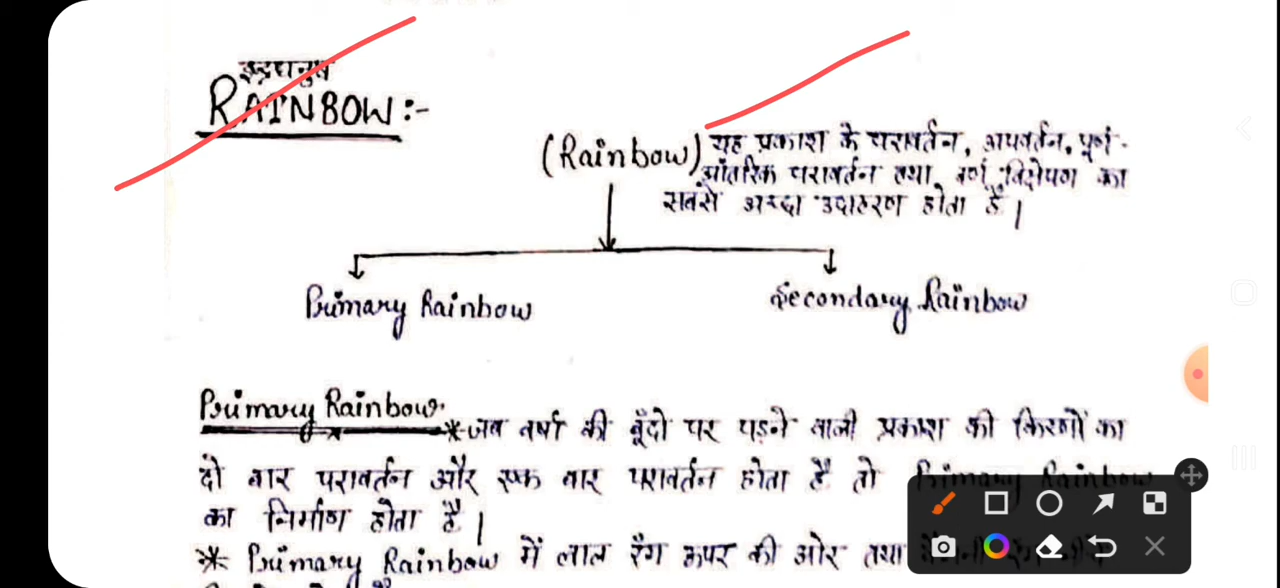 इन्द्रधनुष
RAINBOW:-
(Rainbow) यह प्रकाश के परावर्तन, अपवर्तन, पूर्ण-
आंतरिक परावर्तन तथा वर्ण विक्षेपण का
सबसे अच्छा उदाहरण होता है।
Primary Rainbow
Secondary Rainbow
Primary Rainbow
*जब वर्षा की बूँदो पर पड़ने वाली प्रकाश की किरणों का
दो बार परावर्तन और एक बार परावर्तन होता है तो Primary Rainbow
का निर्माण होता है।
* Primary Rainbow में लाल रंग ऊपर की ओर तथा